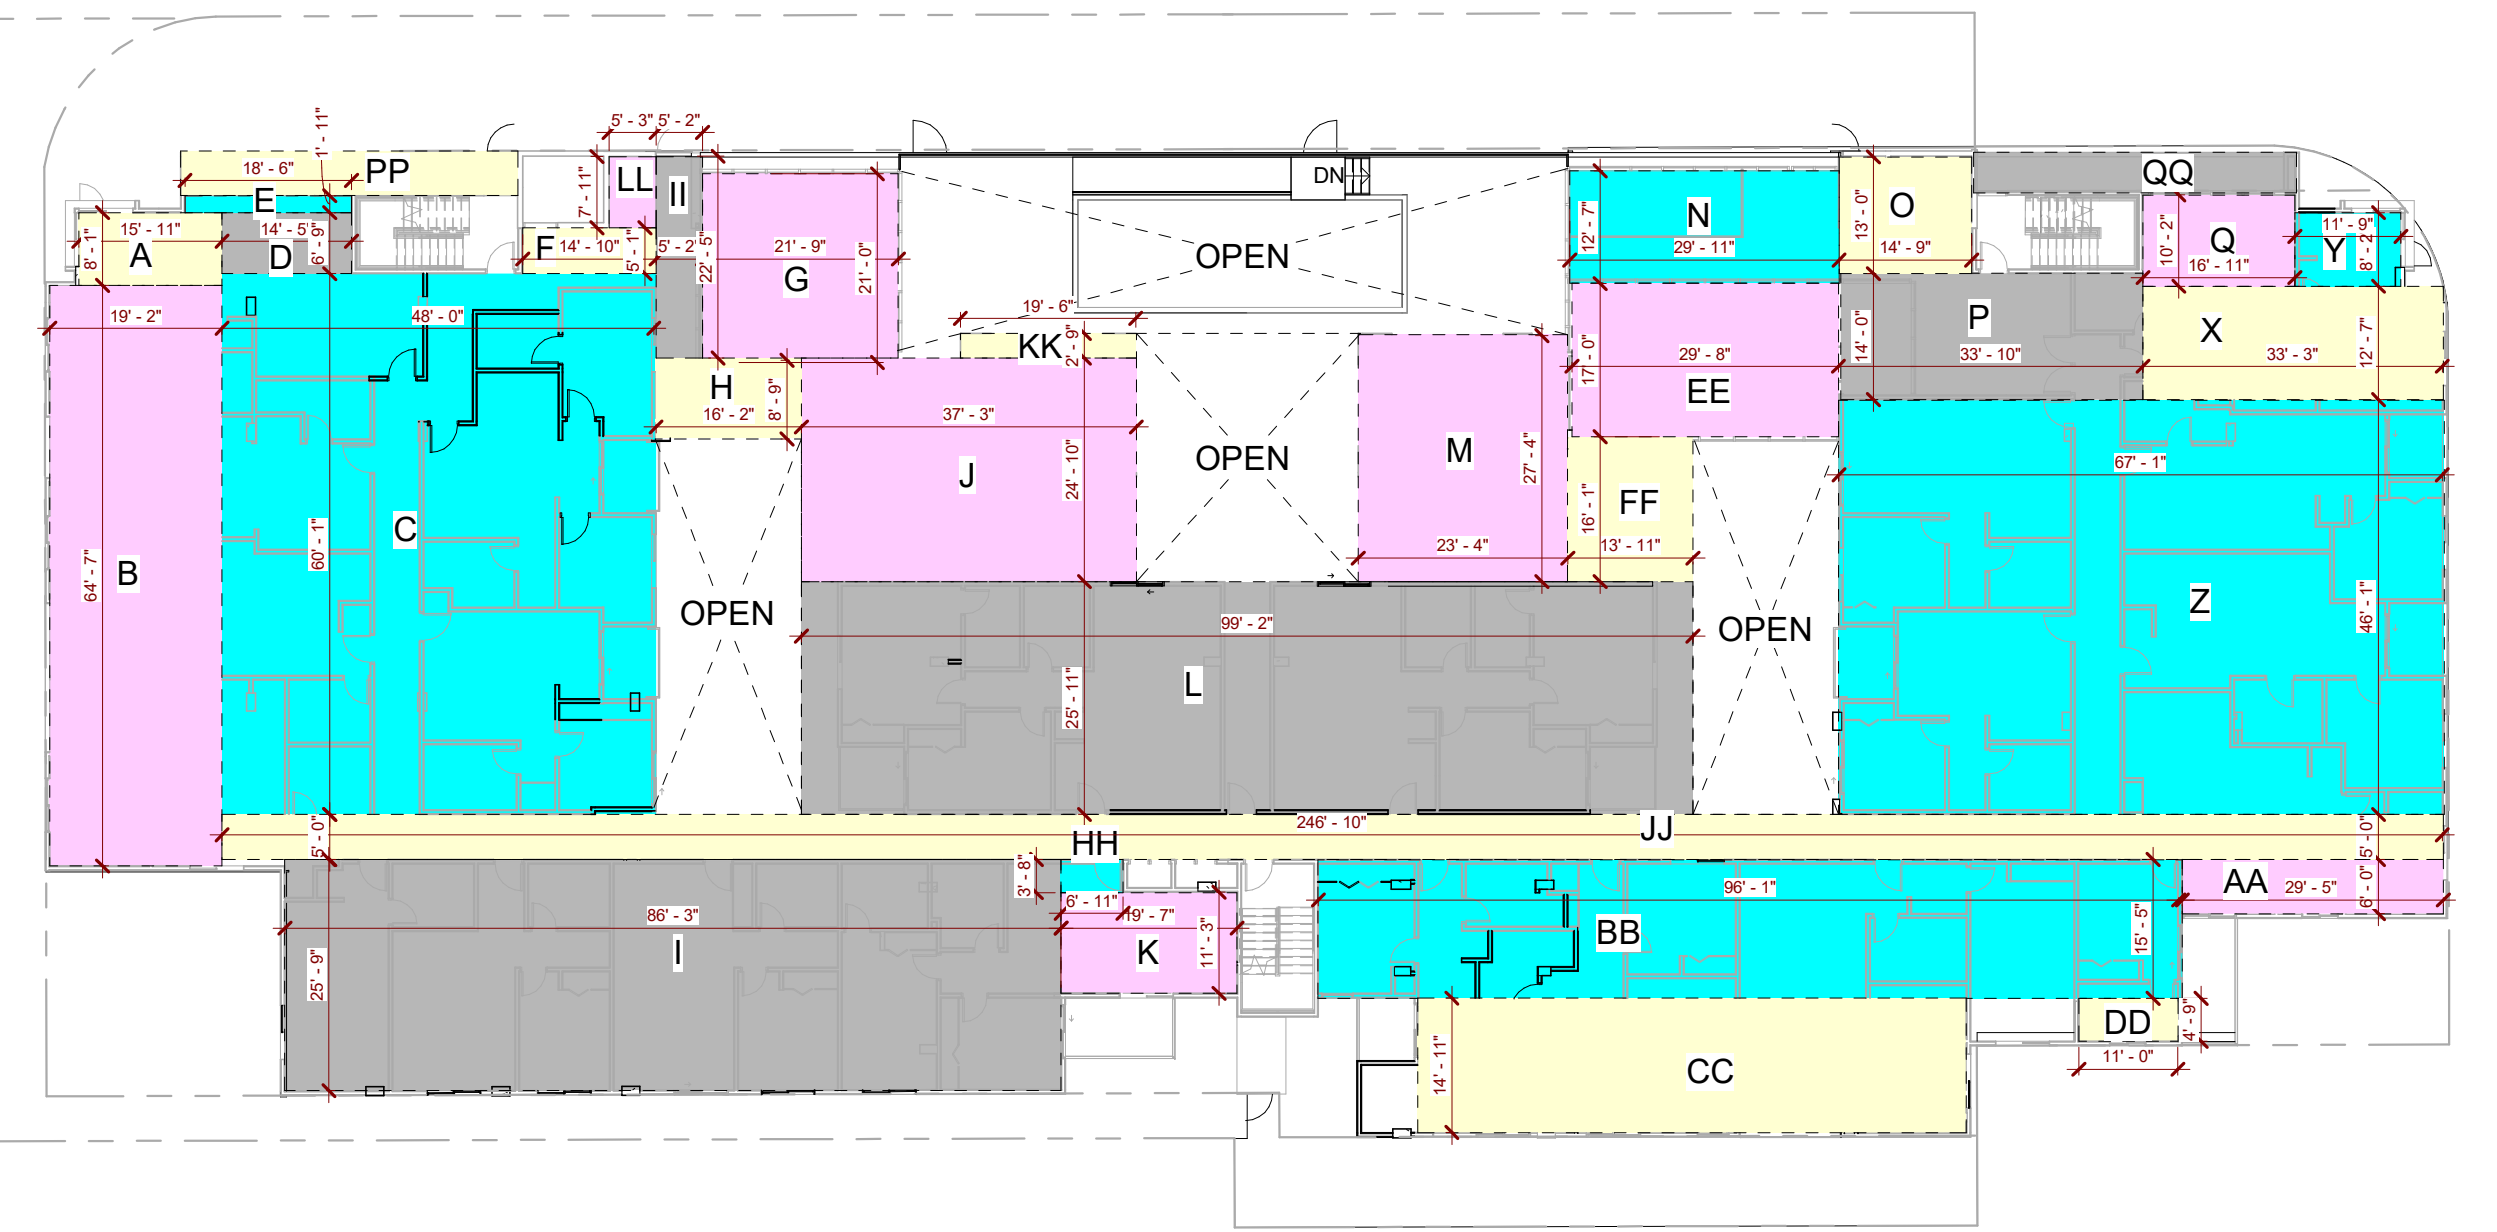 5' - 3" 5' - 2"
1' - 11"
18' - 6" PP
E
LL
II
DN
QQ
7' - 11"
12' - 7"
13' - 0"
10' - 2"
11' - 9"
15' - 11"
14' - 5"
6' - 9"
8' - 1"
A
D
F 14' - 10"
5' - 1"
5' - 2"
22' - 5"
21' - 9"
21' - 0"
G
OPEN
N
29' - 11"
O
14' - 9"
Q
16' - 11"
Y
8' - 2"
19' - 2"
48' - 0"
19' - 6"
KK
2' - 9"
29' - 8"
17' - 0"
14' - 0"
P
33' - 10"
X
33' - 3"
12' - 7"
H
16' - 2"
8' - 9"
37' - 3"
EE
OPEN
M
27' - 4"
67' - 1"
J
24' - 10"
FF
16' - 1"
C
60' - 1"
23' - 4"
13' - 11"
B
64' - 7"
OPEN
99' - 2"
OPEN
Z
46' - 1"
L
25' - 11"
246' - 10"
JJ
5' - 0"
HH
5' - 0"
3' - 8"
6' - 11"
19' - 7"
86' - 3"
96' - 1"
AA
29' - 5"
6' - 0"
I
25' - 9"
K
11' - 3"
BB
15' - 5"
DD
4' - 9"
11' - 0"
14' - 11"
CC